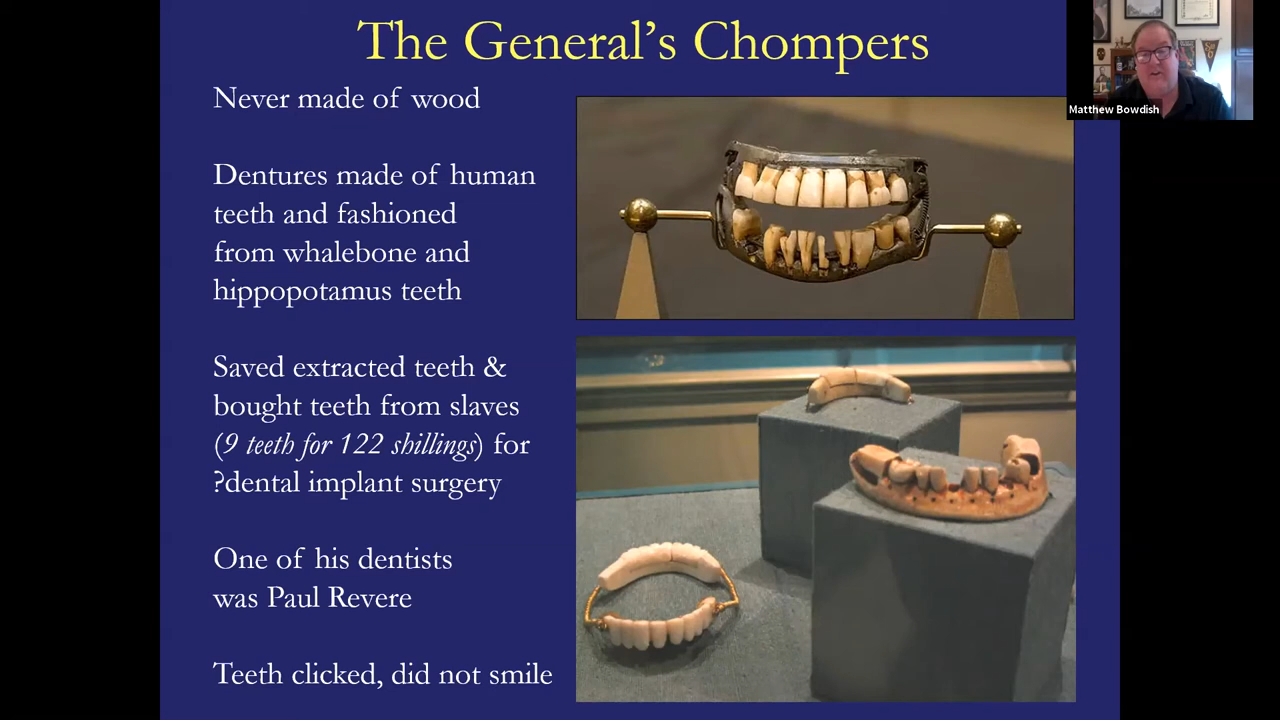 The General's Chompers
Never made of wood
Dentures made of human
teeth and fashioned
from whalebone and
hippopotamus teeth
Saved extracted teeth &
bought teeth from slaves
(9 teeth for 122 shillings) for
?dental implant surgery
One of his dentists
was Paul Revere
Teeth clicked, did not smile
Matthew Bowdish